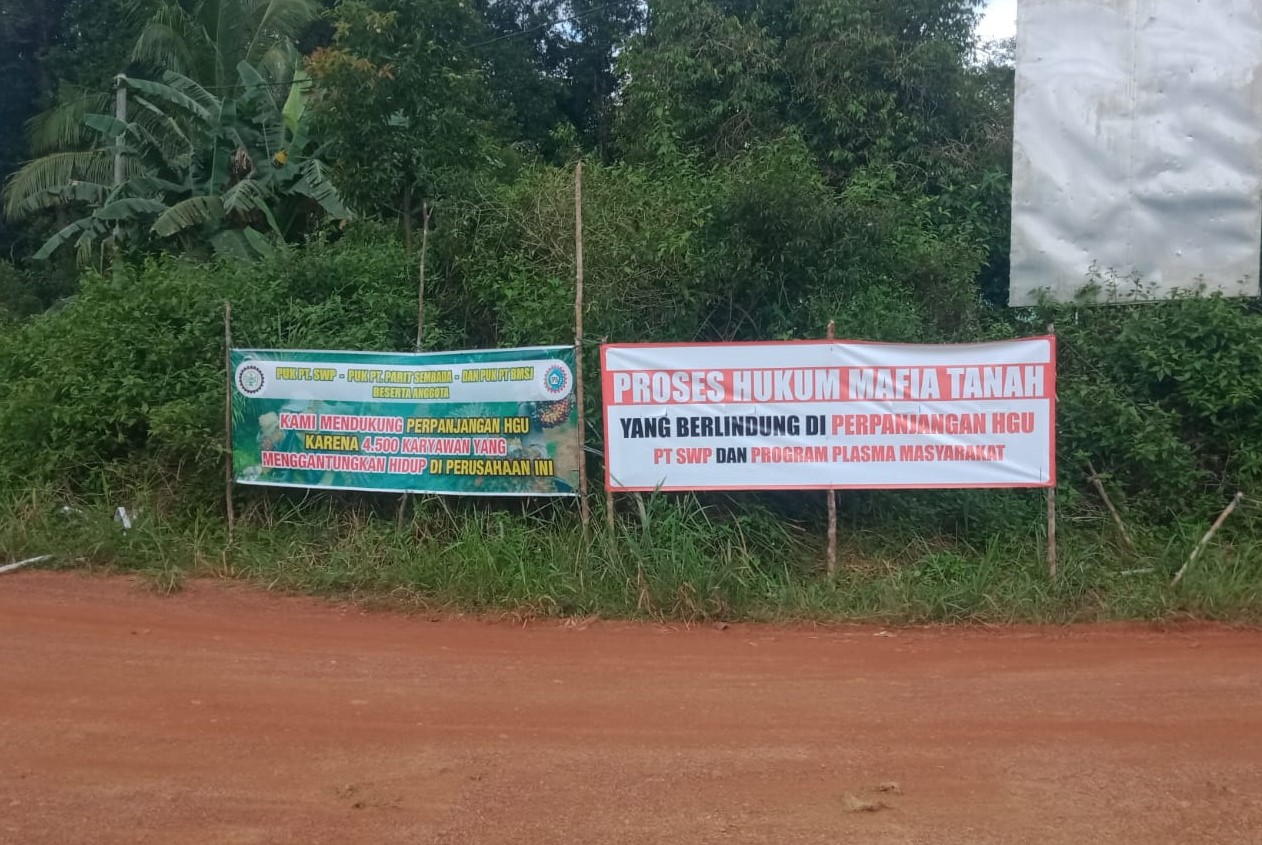 PUK PT. SWP - PUK PT. PARIT SEMBADA - DAN PUK PT BMSJ
BESERTA ANGGOTA
KAMI MENDUKUNG PERPANJANGAN HGU
KARENA 4.500 KARYAWAN YANG
MENGGANTUNGKAN HIDUP DI PERUSAHAAN INI
PROSES HUKUM MAFIA TANAH
YANG BERLINDUNG DI PERPANJANGAN HGU
PT SWP DAN PROGRAM PLASMA MASYARAKAT